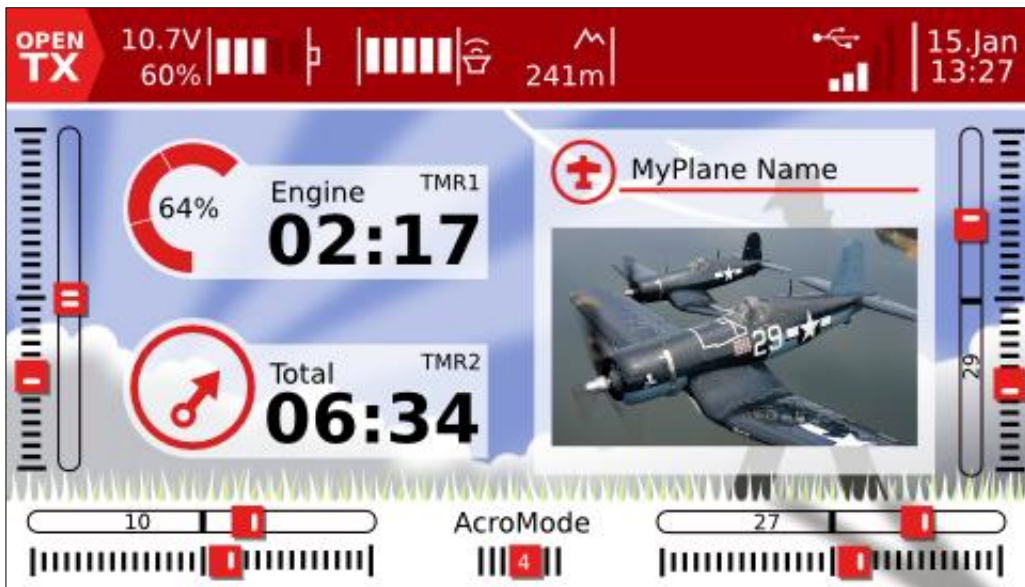 OPEN
TX
10.7V
60%
241m
15.Jan
13:27
64%
Engine
TMR1
02:17
Total
TMR2
06:34
MyPlane Name
29
29
10
AcroMode
4
27